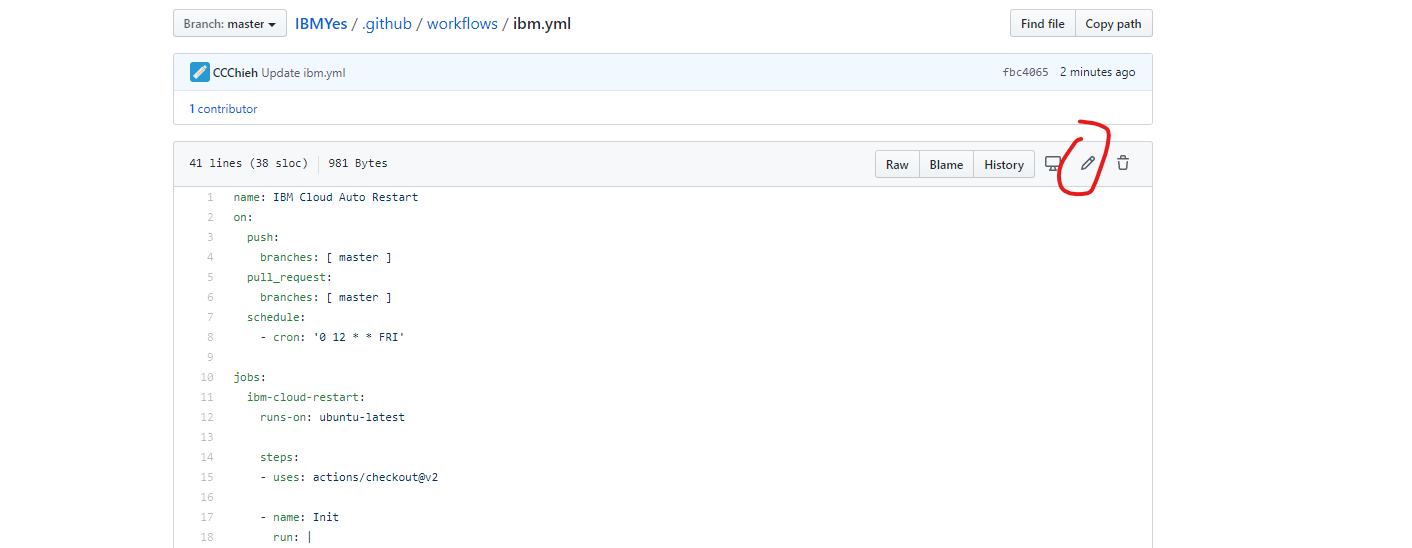 Branch: master IBMYes / .github / workflows / ibm.yml Find file Copy path
CCChieh Update ibm.yml fbc4065 2 minutes ago
1 contributor
41 lines (38 sloc) 981 Bytes Raw Blame History
1 name: IBM Cloud Auto Restart
2 on:
3 push:
4 branches: [ master ]
5 pull_request:
6 branches: [ master ]
7 schedule:
8 - cron: '0 12 * * FRI'
9
10 jobs:
11 ibm-cloud-restart:
12 runs-on: ubuntu-latest
13
14 steps:
15 - uses: actions/checkout@v2
16
17 - name: Init
18 run: |